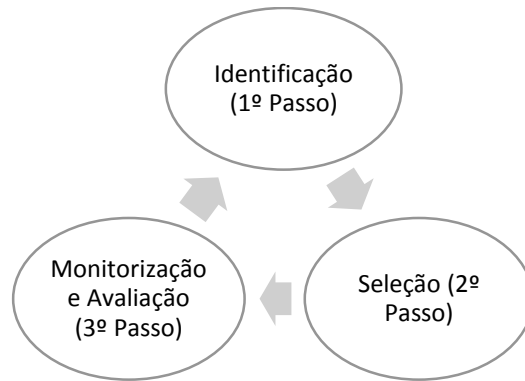 Identificação
(1º Passo)
Seleção (2º
Passo)
Monitorização
e Avaliação
(3º Passo)